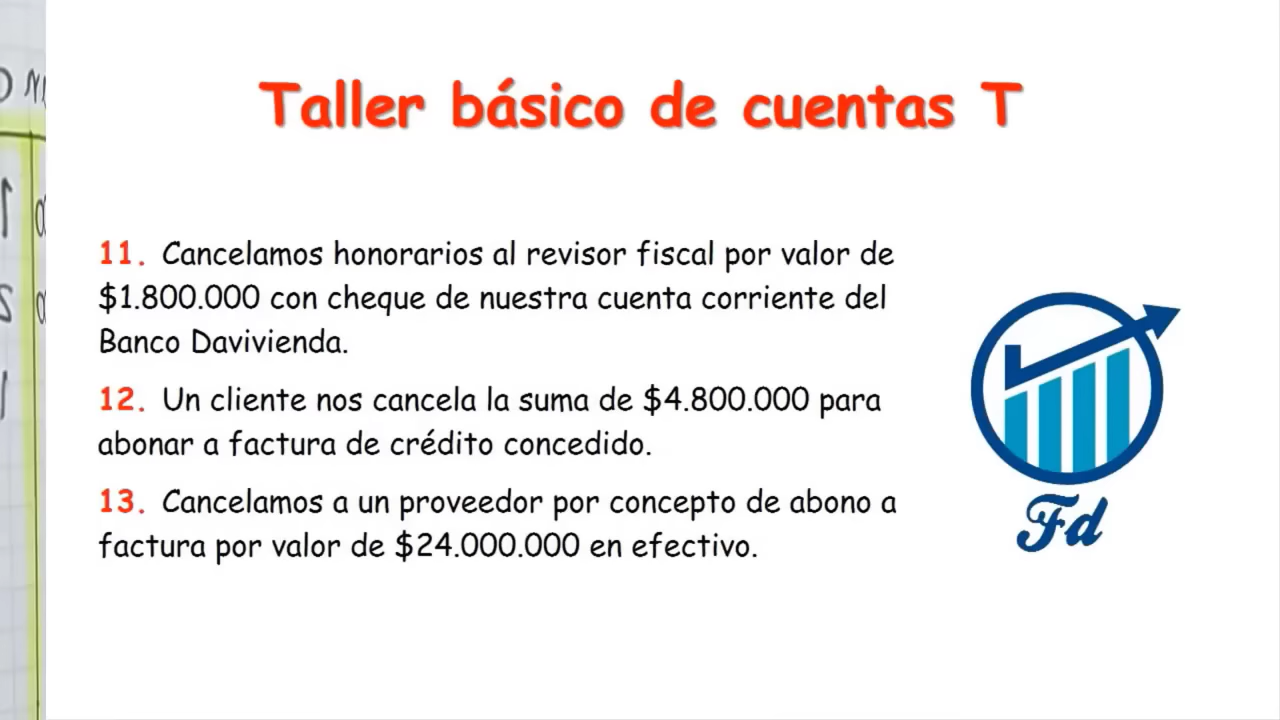 Taller básico de cuentas T
11. Cancelamos honorarios al revisor fiscal por valor de
$1.800.000 con cheque de nuestra cuenta corriente del
Banco Davivienda.
12. Un cliente nos cancela la suma de $4.800.000 para
abonar a factura de crédito concedido.
13. Cancelamos a un proveedor por concepto de abono a
factura por valor de $24.000.000 en efectivo.
Fd